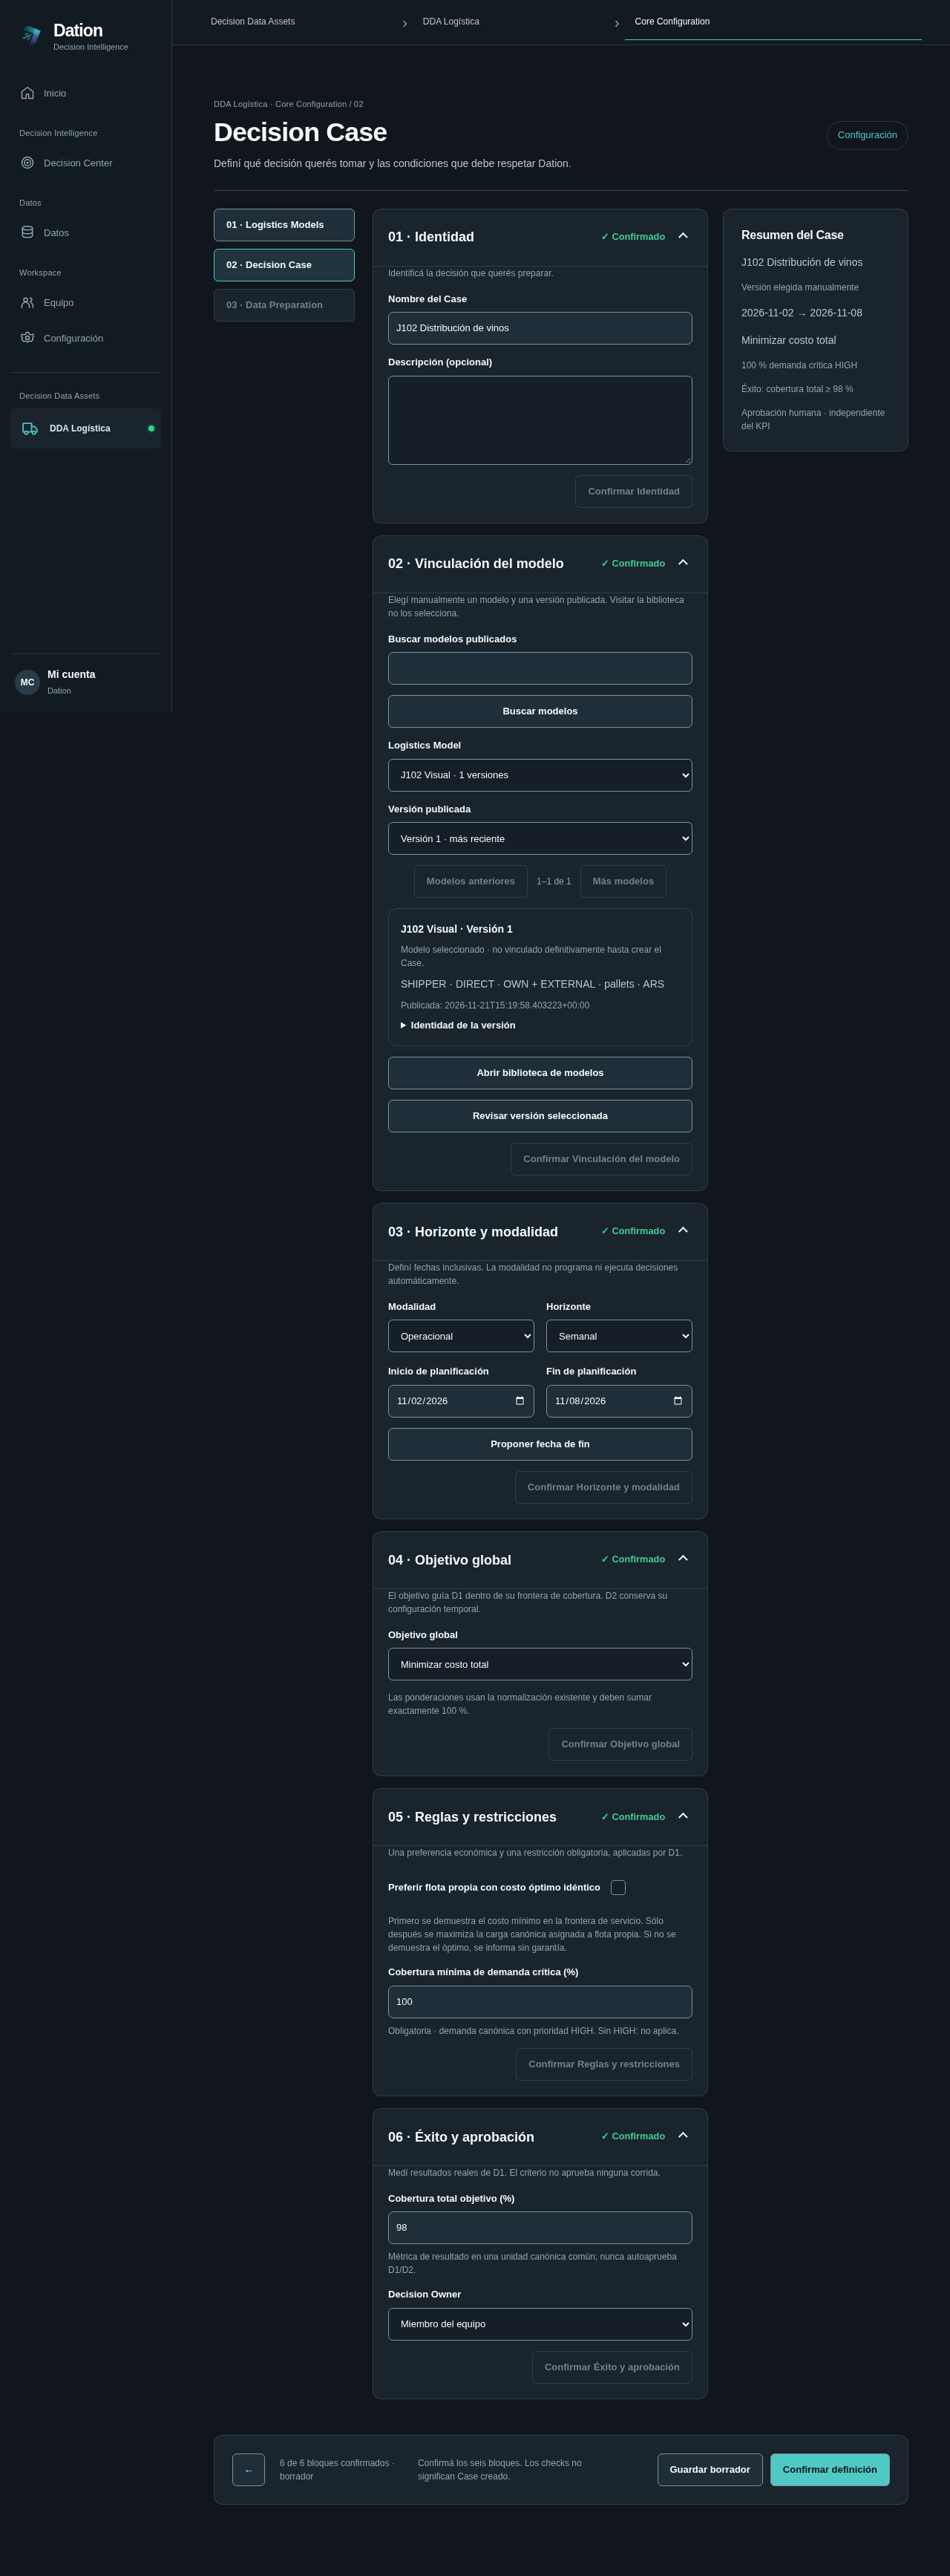 Dation
Decision Intelligence
Inicio
Decision Intelligence
Decision Center
Datos
Datos
Workspace
Equipo
Configuración
Decision Data Assets
DDA Logística
MC
Mi cuenta
Dation
Decision Data Assets
›
DDA Logística
›
Core Configuration
DDA Logística · Core Configuration / 02
Decision Case
Definí qué decisión querés tomar y las condiciones que debe respetar Dation.
Configuración
01 · Logistics Models
02 · Decision Case
03 · Data Preparation
01 · Identidad
✓ Confirmado
Identificá la decisión que querés preparar.
Nombre del Case
J102 Distribución de vinos
Descripción (opcional)
Confirmar Identidad
02 · Vinculación del modelo
✓ Confirmado
Elegí manualmente un modelo y una versión publicada. Visitar la biblioteca
no los selecciona.
Buscar modelos publicados
Buscar modelos
Logistics Model
J102 Visual · 1 versiones
Versión publicada
Versión 1 · más reciente
Modelos anteriores
1–1 de 1
Más modelos
J102 Visual · Versión 1
Modelo seleccionado · no vinculado definitivamente hasta crear el
Case.
SHIPPER · DIRECT · OWN + EXTERNAL · pallets · ARS
Publicada: 2026-11-21T15:19:58.403223+00:00
Identidad de la versión
Abrir biblioteca de modelos
Revisar versión seleccionada
Confirmar Vinculación del modelo
03 · Horizonte y modalidad
✓ Confirmado
Definí fechas inclusivas. La modalidad no programa ni ejecuta decisiones
automáticamente.
Modalidad
Horizonte
Operacional
Semanal
Inicio de planificación
Fin de planificación
11/02/2026
11/08/2026
Proponer fecha de fin
Confirmar Horizonte y modalidad
04 · Objetivo global
✓ Confirmado
El objetivo guía D1 dentro de su frontera de cobertura. D2 conserva su
configuración temporal.
Objetivo global
Minimizar costo total
Las ponderaciones usan la normalización existente y deben sumar
exactamente 100 %.
Confirmar Objetivo global
05 · Reglas y restricciones
✓ Confirmado
Una preferencia económica y una restricción obligatoria, aplicadas por D1.
Preferir flota propia con costo óptimo idéntico
Primero se demuestra el costo mínimo en la frontera de servicio. Sólo
después se maximiza la carga canónica asignada a flota propia. Si no se
demuestra el óptimo, se informa sin garantía.
Cobertura mínima de demanda crítica (%)
100
Obligatoria · demanda canónica con prioridad HIGH. Sin HIGH: no aplica.
Confirmar Reglas y restricciones
06 · Éxito y aprobación
✓ Confirmado
Medí resultados reales de D1. El criterio no aprueba ninguna corrida.
Cobertura total objetivo (%)
98
Métrica de resultado en una unidad canónica común; nunca autoaprueba
D1/D2.
Decision Owner
Miembro del equipo
Confirmar Éxito y aprobación
Resumen del Case
J102 Distribución de vinos
Versión elegida manualmente
2026-11-02 → 2026-11-08
Minimizar costo total
100 % demanda crítica HIGH
Éxito: cobertura total ≥ 98 %
Aprobación humana · independiente
del KPI
←
6 de 6 bloques confirmados ·
borrador
Confirmá los seis bloques. Los checks no
significan Case creado.
Guardar borrador
Confirmar definición